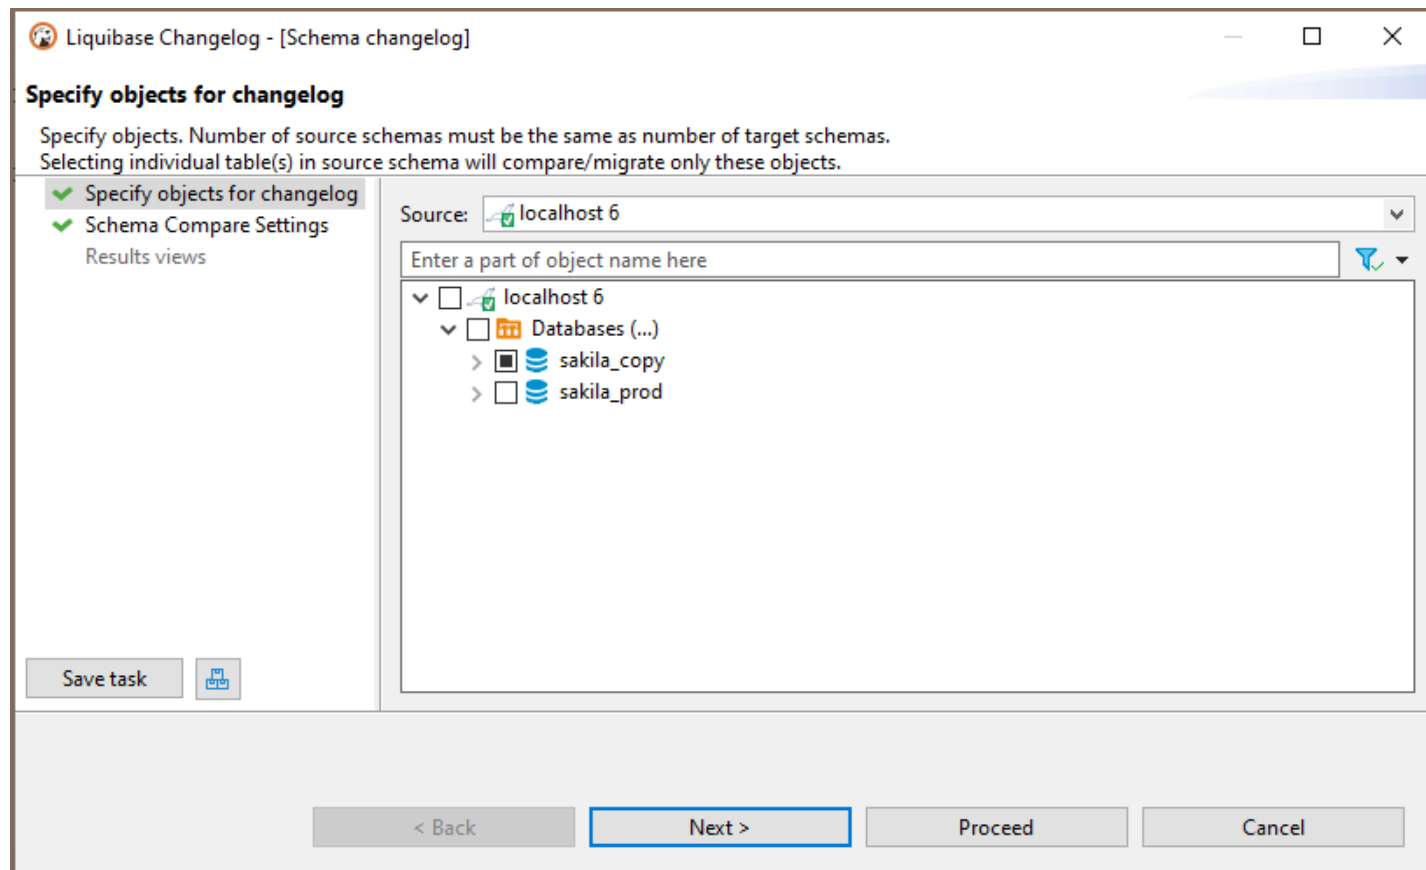 Liquibase Changelog - [Schema changelog]
Specify objects for changelog
Specify objects. Number of source schemas must be the same as number of target schemas.
Selecting individual table(s) in source schema will compare/migrate only these objects.
Specify objects for changelog
Schema Compare Settings
Results views
Source: localhost 6
Enter a part of object name here
localhost 6
Databases (...)
sakila_copy
sakila_prod
Save task
< Back
Next >
Proceed
Cancel